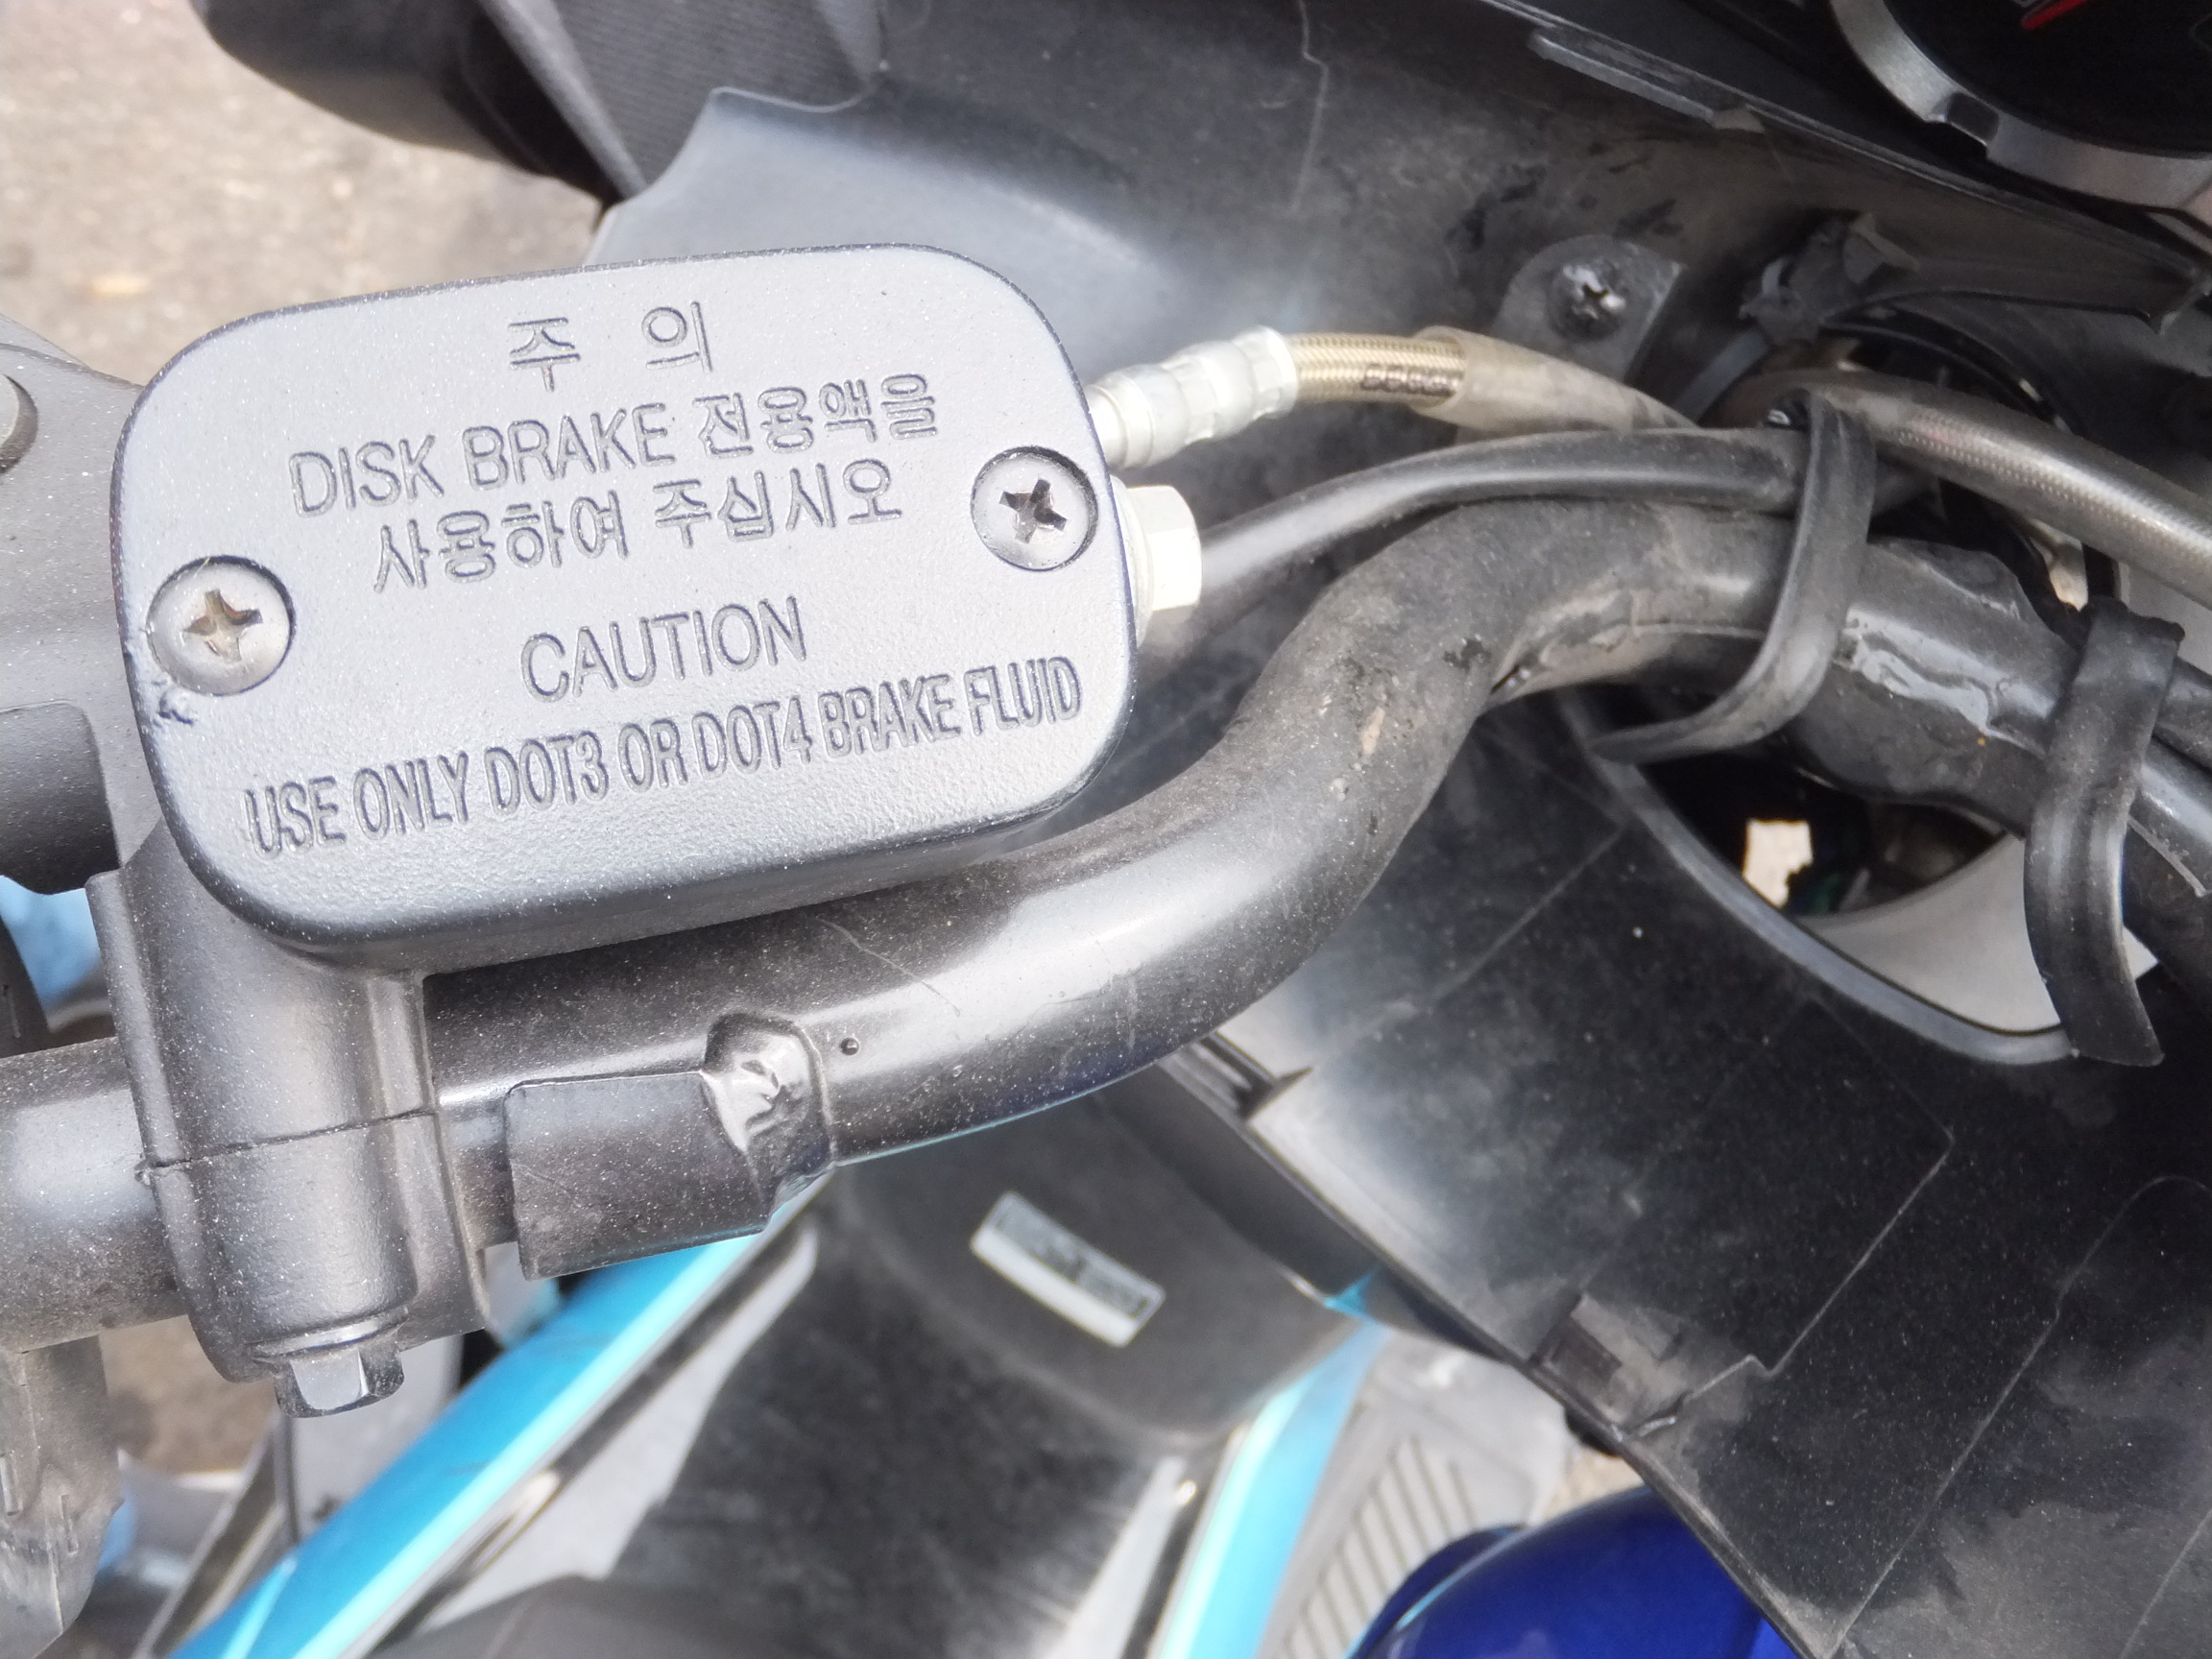 주 의
DISK BRAKE 전용액을
사용하여 주십시오
CAUTION
USE ONLY DOT3 OR DOT4 BRAKE FLUID